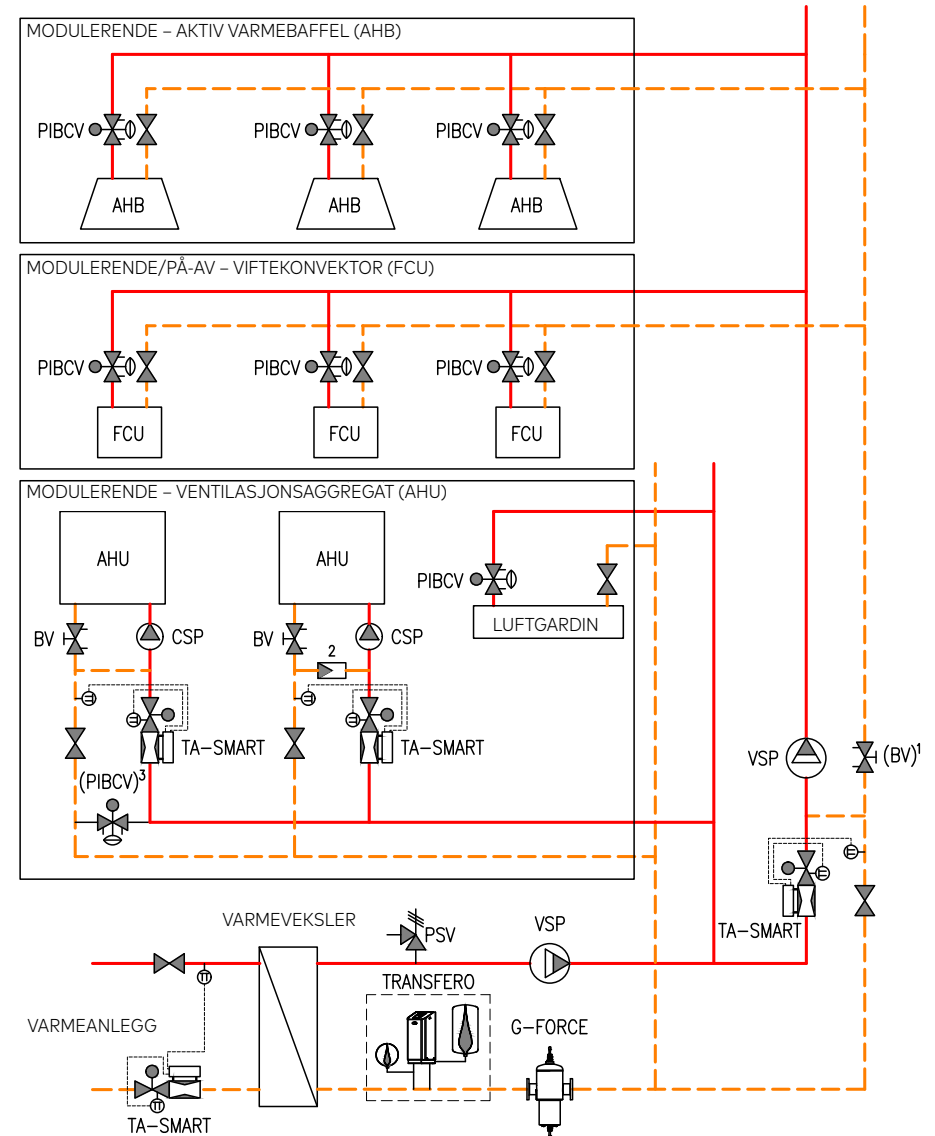 MODULERENDE – AKTIV VARMEBAFFEL (AHB)
PIBCV
PIBCV
PIBCV
AHB
AHB
AHB
MODULERENDE/PÅ-AV – VIFTEKONVEKTOR (FCU)
PIBCV
PIBCV
PIBCV
FCU
FCU
FCU
MODULERENDE – VENTILASJONSAGGREGAT (AHU)
AHU
AHU
PIBCV
LUFTGARDIN
BV
CSP
BV
CSP
2
TA-SMART
TA-SMART
(PIBCV)³
VSP
(BV)¹
TA-SMART
VARMEVEKSLER
PSV
VSP
TRANSFERO
G-FORCE
VARMEANLEGG
TA-SMART